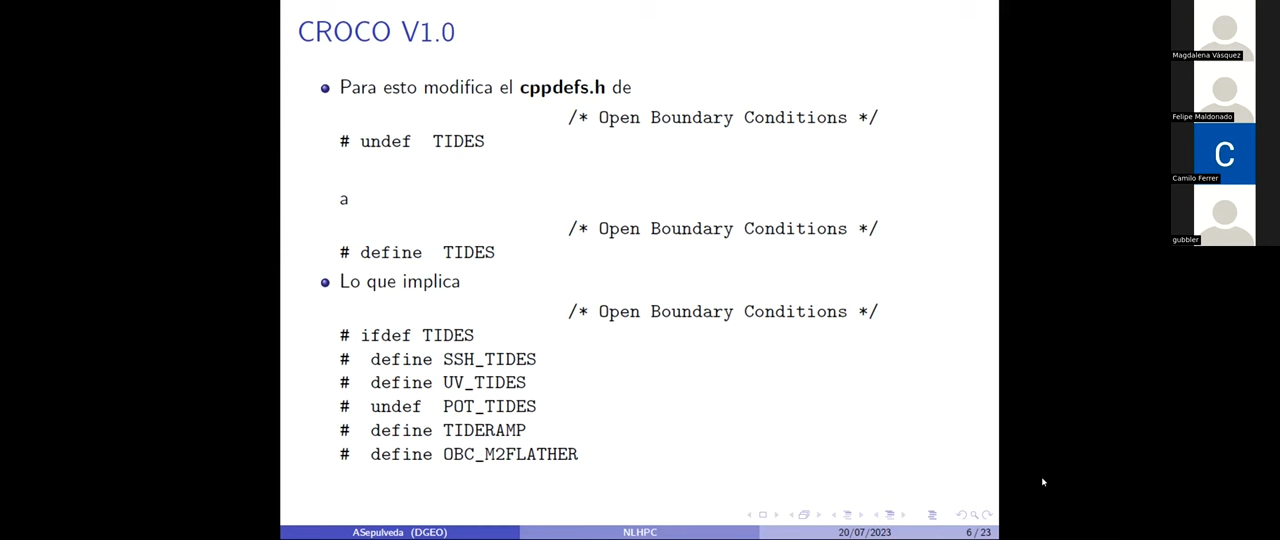 CROCO V1.0
Para esto modifica el cppdefs.h de
/* Open Boundary Conditions */
# undef TIDES
a
/* Open Boundary Conditions */
# define TIDES
Lo que implica
/* Open Boundary Conditions */
# ifdef TIDES
# define SSH_TIDES
# define UV_TIDES
# undef POT_TIDES
# define TIDERAMP
# define OBC_M2FLATHER
ASepulveda (DGEO) NLHPC 20/07/2023 6 / 23
Magdalena Vásquez
Felipe Maldonado
C
Camilo Ferrer
gubbler